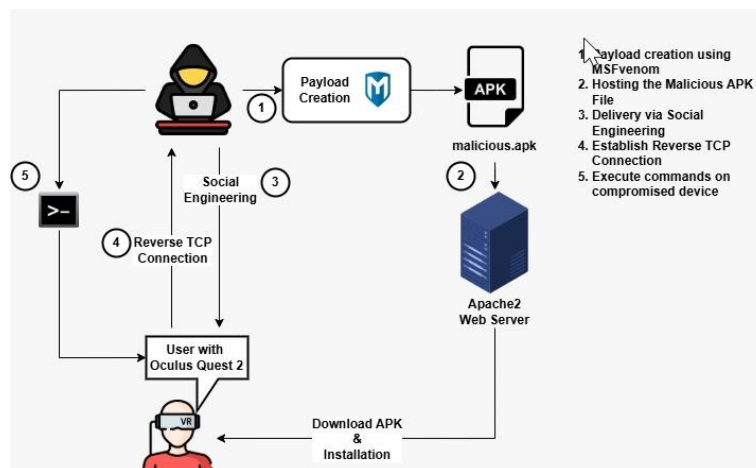 1
Payload
Creation
APK
malicious.apk
1. Payload creation using
MSFvenom
2. Hosting the Malicious APK
File
3. Delivery via Social
Engineering
4. Establish Reverse TCP
Connection
5. Execute commands on
compromised device
5
>-
Social
Engineering
3
2
4
Reverse TCP
Connection
Apache2
Web Server
User with
Oculus Quest 2
VR
Download APK
&
Installation